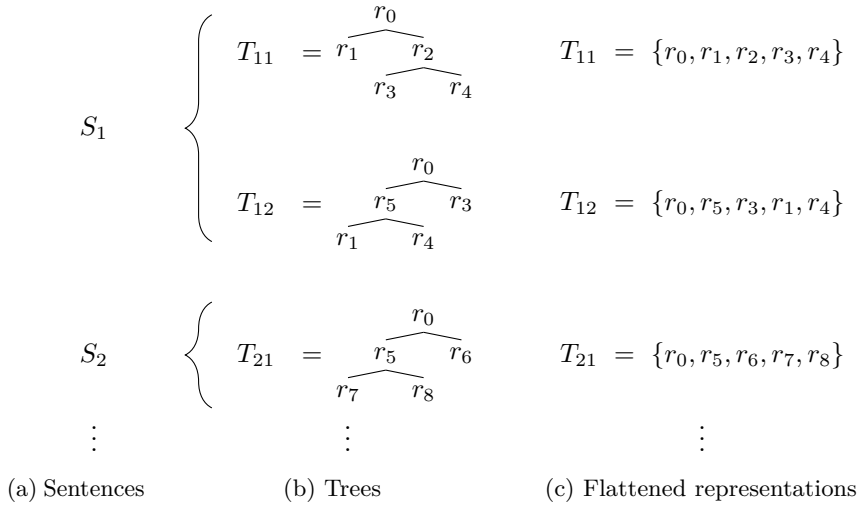 r₀
T₁₁ = r₁ r₂ T₁₁ = {r₀, r₁, r₂, r₃, r₄}
r₃ r₄
S₁
r₀
T₁₂ = r₅ r₃ T₁₂ = {r₀, r₅, r₃, r₁, r₄}
r₁ r₄
r₀
S₂ T₂₁ = r₅ r₆ T₂₁ = {r₀, r₅, r₆, r₇, r₈}
r₇ r₈
⋮ ⋮ ⋮
(a) Sentences (b) Trees (c) Flattened representations